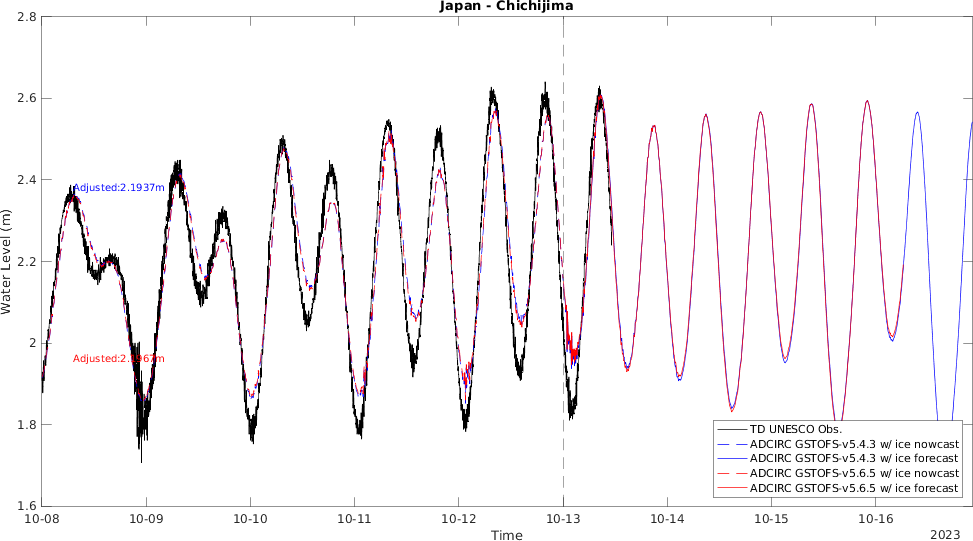 Japan - Chichijima
2.8
2.6
2.4
2.2
2
1.8
1.6
Water Level (m)
Adjusted:2.1937m
Adjusted:2.1967m
TD UNESCO Obs.
ADCIRC GSTOFS-v5.4.3 w/ ice nowcast
ADCIRC GSTOFS-v5.4.3 w/ ice forecast
ADCIRC GSTOFS-v5.6.5 w/ ice nowcast
ADCIRC GSTOFS-v5.6.5 w/ ice forecast
10-08
10-09
10-10
10-11
10-12
10-13
10-14
10-15
10-16
Time
2023